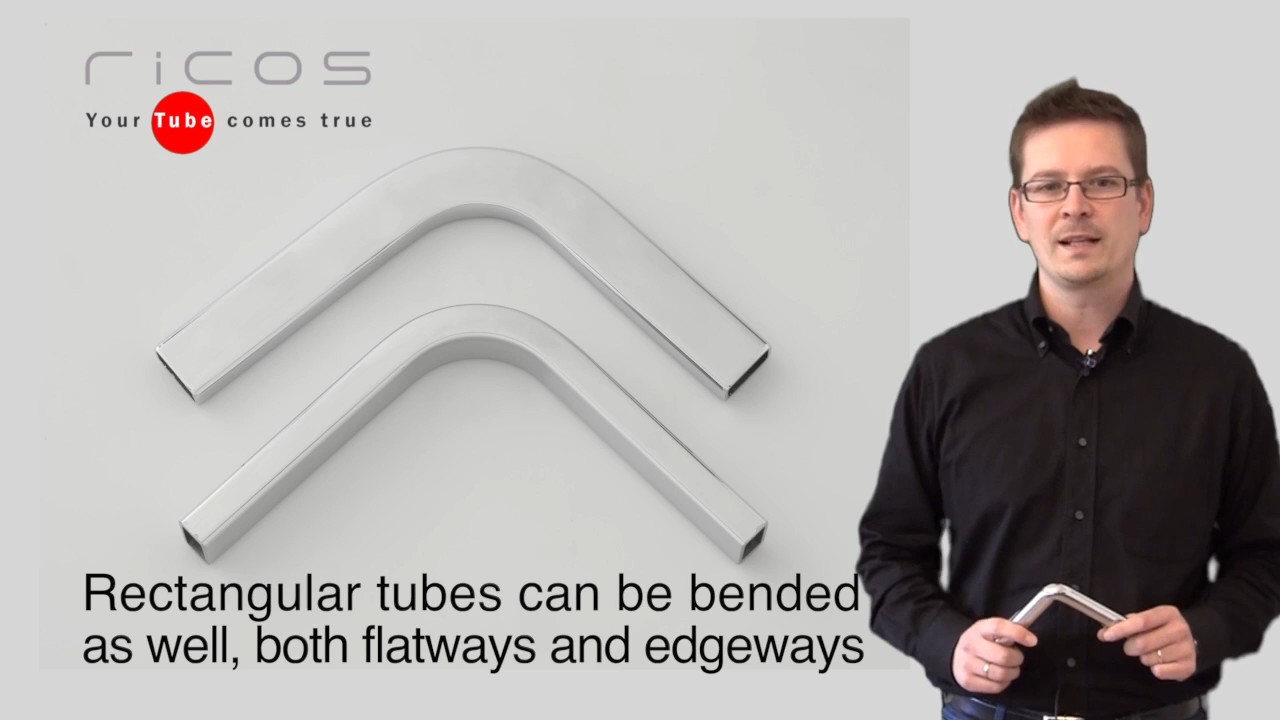 ricos
Your Tube comes true
Rectangular tubes can be bended
as well, both flatways and edgeways